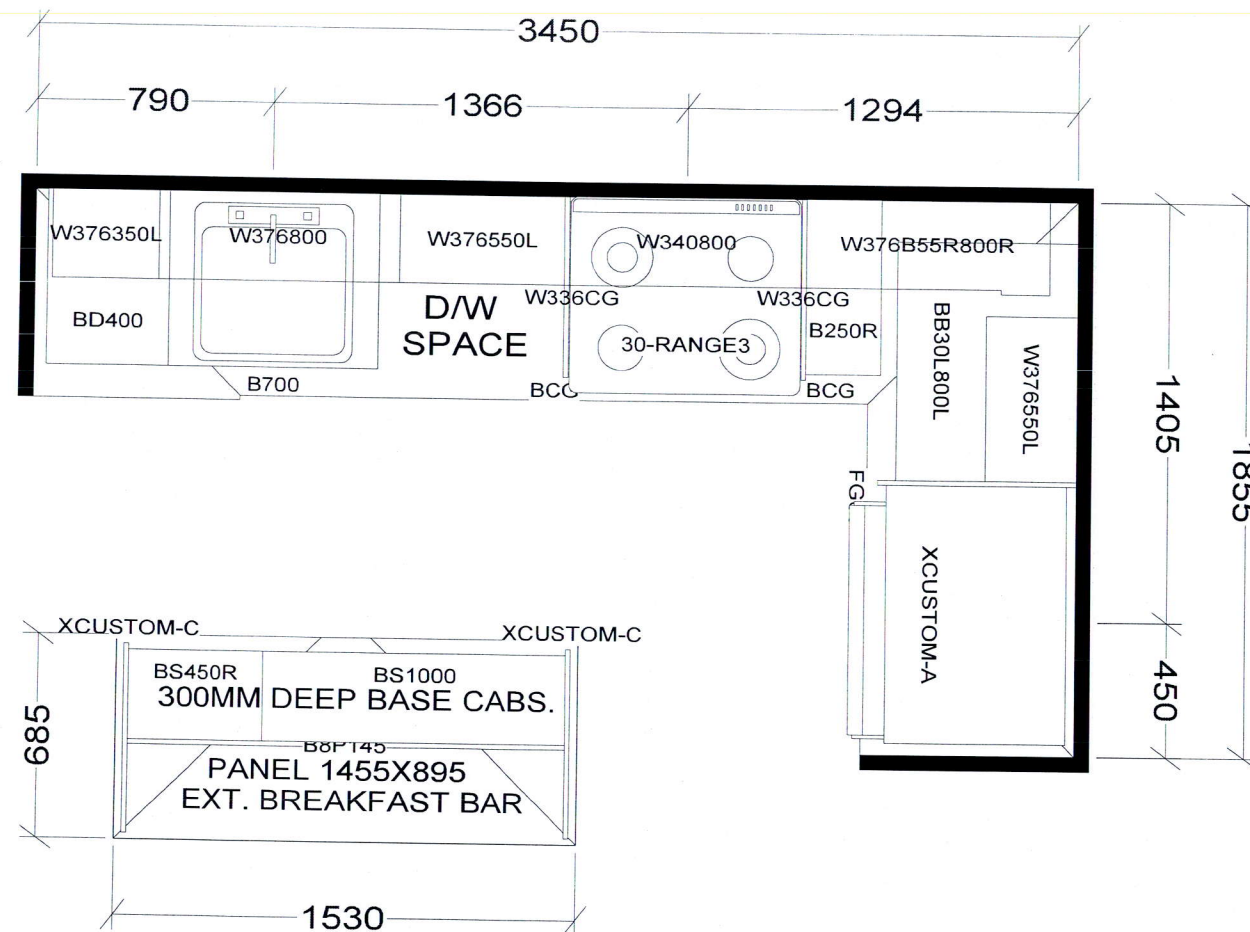 3450
790
1366
1294
W376350L
W376800
W376550L
W340800
W376B55R800R
D/W
SPACE
W336CG
W336CG
BD400
30-RANGE3
B250R
B700
BCG
BCG
BB30L800L
W376550L
1405
1855
FG
XCUSTOM-A
450
XCUSTOM-C
XCUSTOM-C
BS450R
BS1000
300MM DEEP BASE CABS.
685
PANEL 1455X895
EXT. BREAKFAST BAR
1530